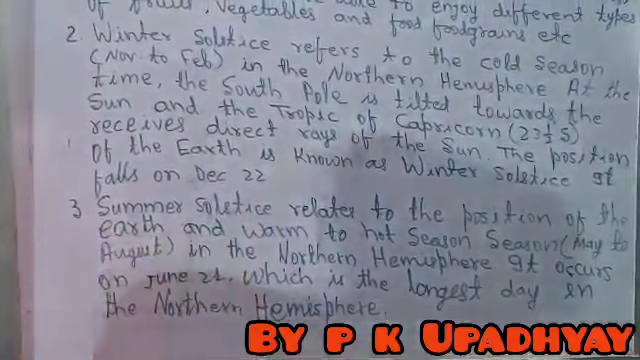 of fruits, Vegetables and food foodgrains etc to enjoy different types
2. Winter Solstice refers to the cold season
(Nov to Feb) in the Northern Hemisphere At the
time, the South Pole is tilted towards the
Sun and the Tropic of Capricorn (23½ S)
receives direct rays of the Sun. The position
of the Earth is known as Winter Solstice It
falls on Dec 22
3 Summer Solstice relates to the position of the
earth and warm to hot Season Season (May to
August) in the Northern Hemisphere It occurs
on June 21. Which is the longest day in
the Northern Hemisphere.
By P K Upadhyay